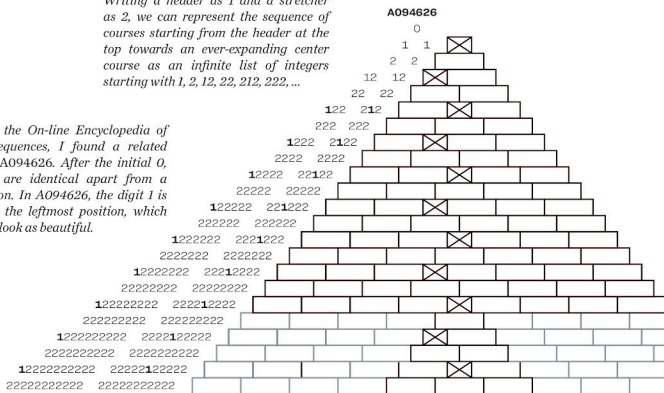 Writing a header as 1 and a stretcher
as 2, we can represent the sequence of
courses starting from the header at the
top towards an ever-expanding center
course as an infinite list of integers
starting with 1, 2, 12, 22, 212, 222, ...
the On-line Encyclopedia of
equences, I found a related
A094626. After the initial 0,
are identical apart from a
on. In A094626, the digit 1 is
the leftmost position, which
look as beautiful.
A094626
0
1 1
2 2
12 12
22 22
122 212
222 222
1222 2122
2222 2222
12222 22122
22222 22222
122222 221222
222222 222222
1222222 2221222
2222222 2222222
12222222 22212222
22222222 22222222
122222222 222212222
222222222 222222222
1222222222 2222122222
2222222222 2222222222
12222222222 22222122222
22222222222 22222222222